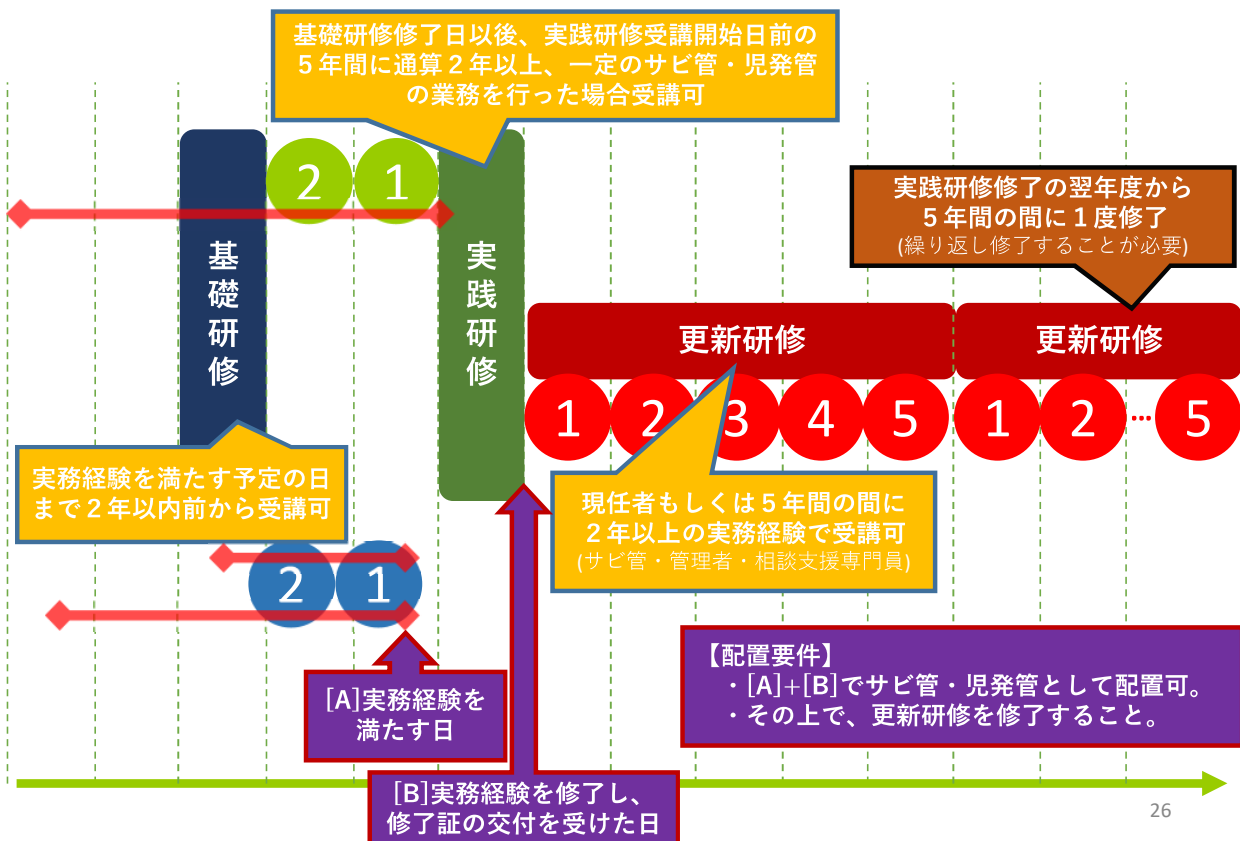 基礎研修修了日以後、実践研修受講開始日前の
５年間に通算２年以上、一定のサビ管・児発管
の業務を行った場合受講可
基礎研修
2
1
実践研修
実践研修修了の翌年度から
５年間の間に１度修了
(繰り返し修了することが必要)
更新研修
更新研修
1
2
3
4
5
1
2
…
5
実務経験を満たす予定の日
まで２年以内前から受講可
現任者もしくは５年間の間に
２年以上の実務経験で受講可
(サビ管・管理者・相談支援専門員)
2
1
[A]実務経験を
満たす日
【配置要件】
・[A]+[B]でサビ管・児発管として配置可。
・その上で、更新研修を修了すること。
[B]実務経験を修了し、
修了証の交付を受けた日
26